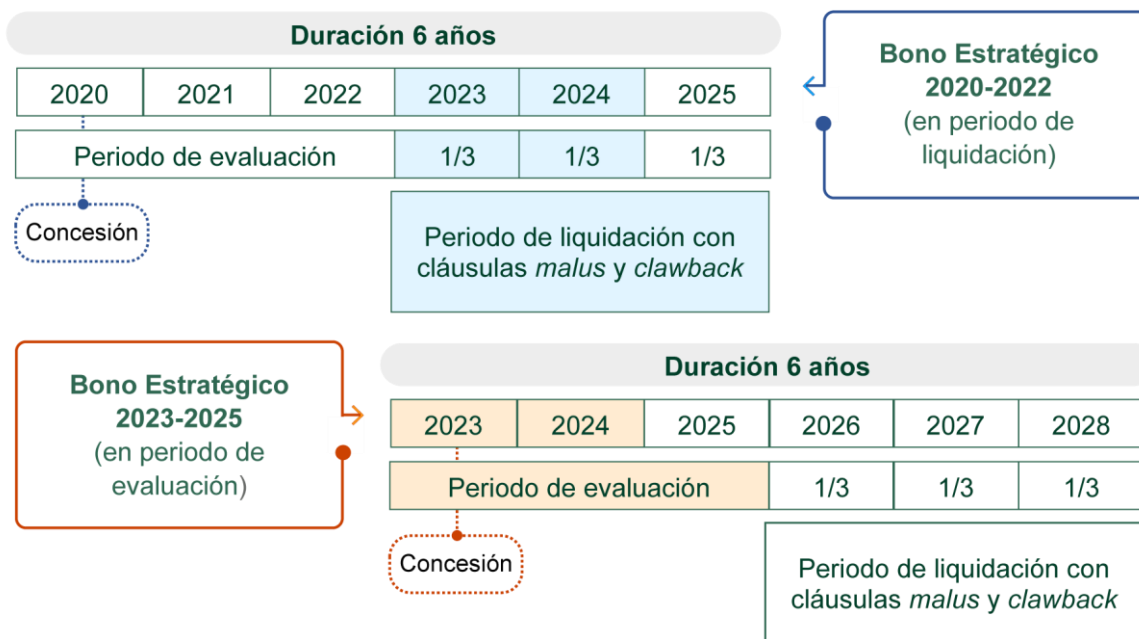 Duración 6 años
2020 2021 2022 2023 2024 2025
Periodo de evaluación 1/3 1/3 1/3
Concesión
Periodo de liquidación con
cláusulas malus y clawback
Bono Estratégico
2020-2022
(en periodo de
liquidación)
Bono Estratégico
2023-2025
(en periodo de
evaluación)
Duración 6 años
2023 2024 2025 2026 2027 2028
Periodo de evaluación 1/3 1/3 1/3
Concesión
Periodo de liquidación con
cláusulas malus y clawback